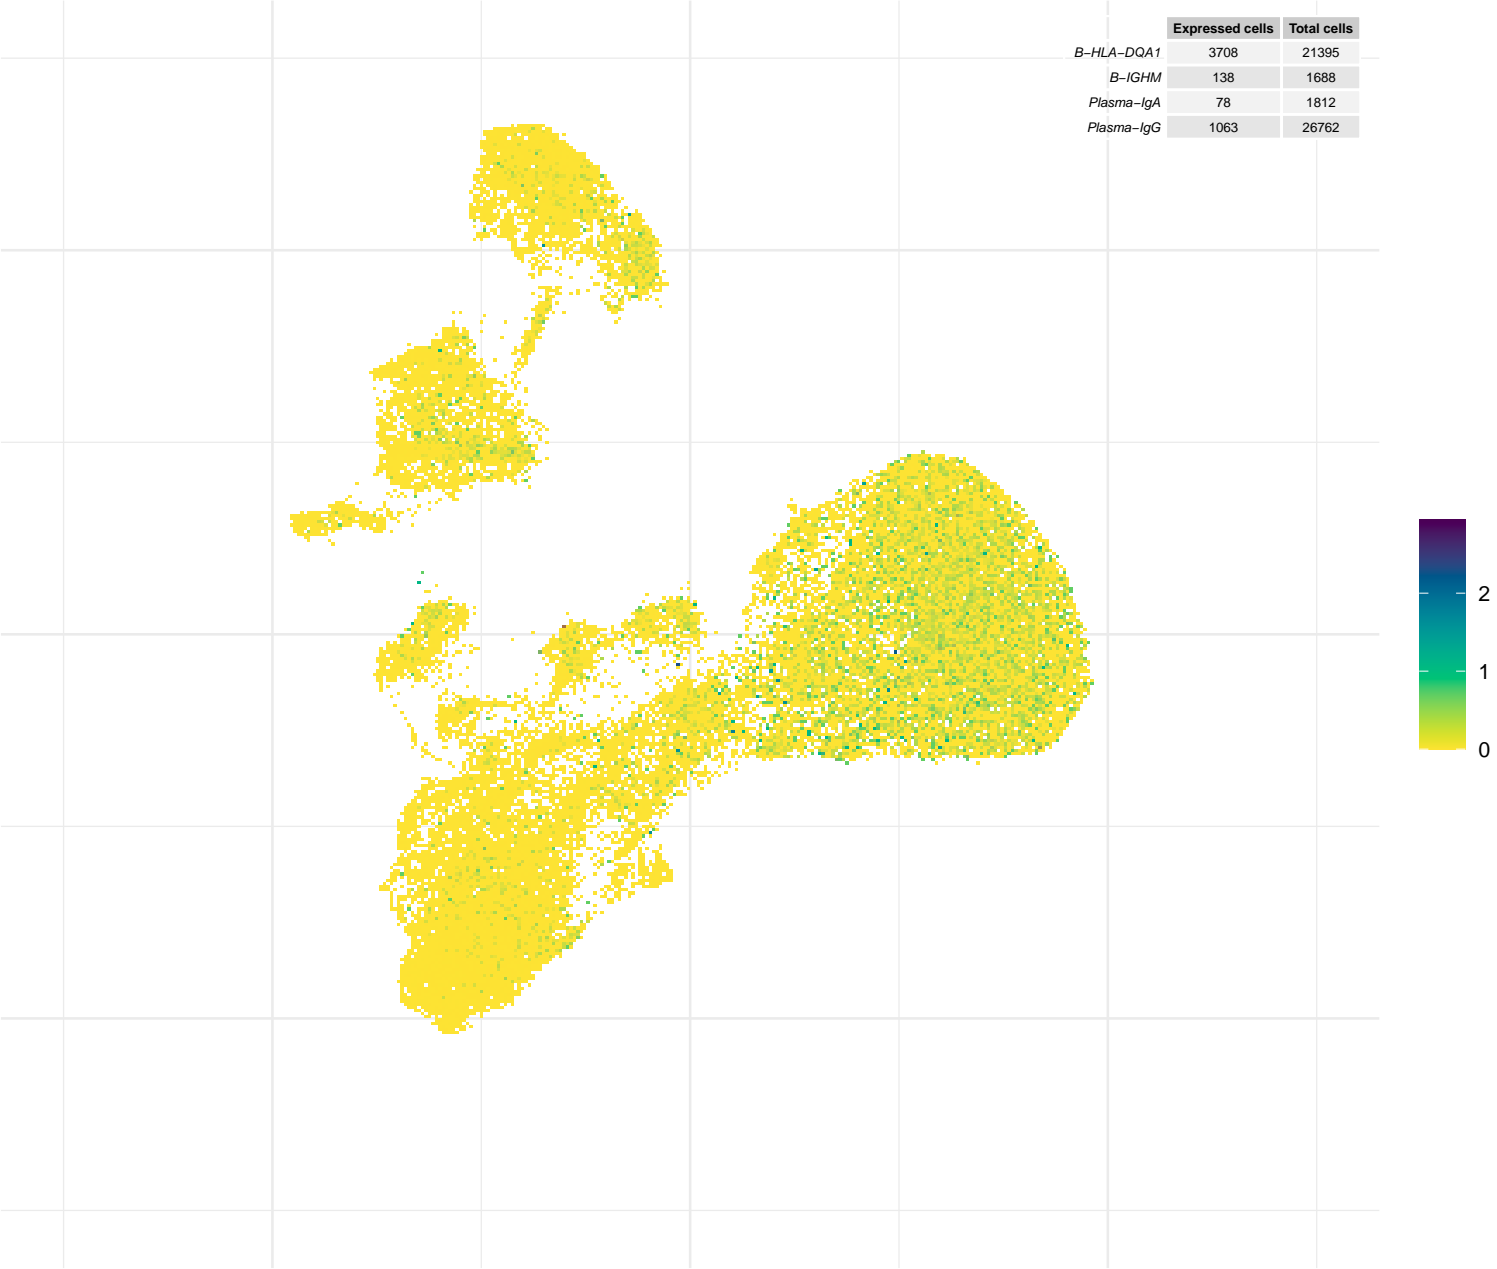 Expressed cells Total cells
B−HLA−DQA1 3708 21395
B−IGHM 138 1688
Plasma−IgA 78 1812
Plasma−IgG 1063 26762
2
1
0